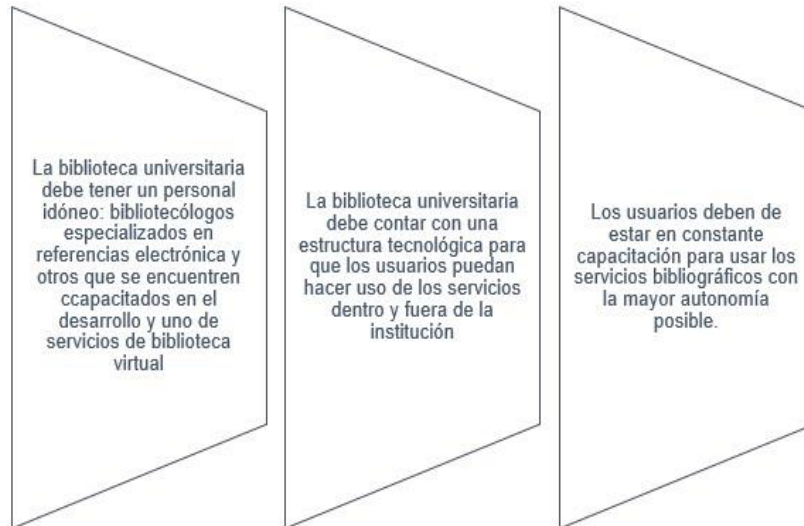 La biblioteca universitaria
debe tener un personal
idóneo: bibliotecólogos
especializados en
referencias electrónica y
otros que se encuentren
ccapacitados en el
desarrollo y uno de
servicios de biblioteca
virtual
La biblioteca universitaria
debe contar con una
estructura tecnológica para
que los usuarios puedan
hacer uso de los servicios
dentro y fuera de la
institución
Los usuarios deben de
estar en constante
capacitación para usar los
servicios bibliográficos con
la mayor autonomía
posible.